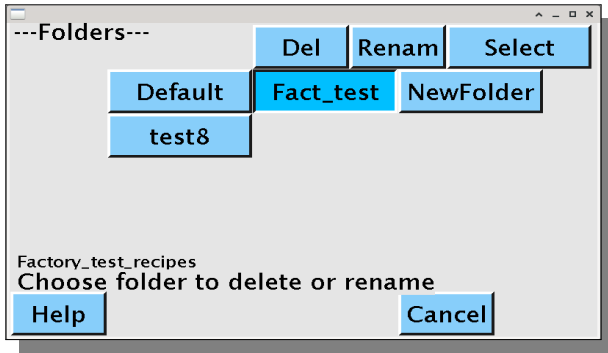 ---Folders---
Del Renam Select
Default Fact_test NewFolder
test8
Factory_test_recipes
Choose folder to delete or rename
Help Cancel